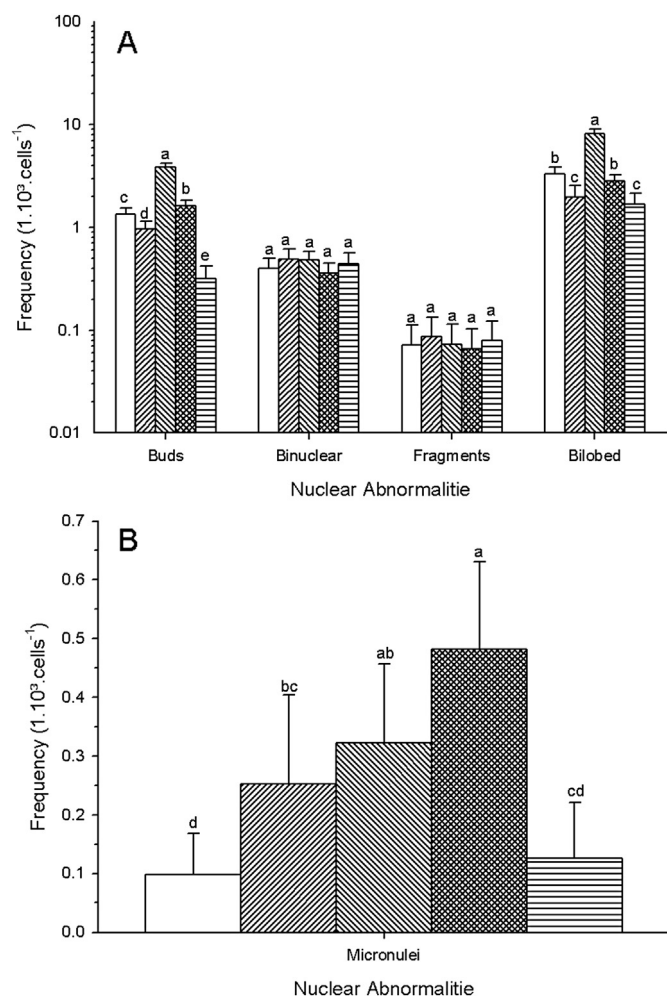 A
100
10
1
0.1
0.01
Frequency (1.10³.cells⁻¹)
c d a b e
a a a a a
a a a a a
b c a b c
Buds Binuclear Fragments Bilobed
Nuclear Abnormalitie
B
0.7
0.6
0.5
0.4
0.3
0.2
0.1
0.0
Frequency (1.10³.cells⁻¹)
d bc ab a cd
Micronulei
Nuclear Abnormalitie